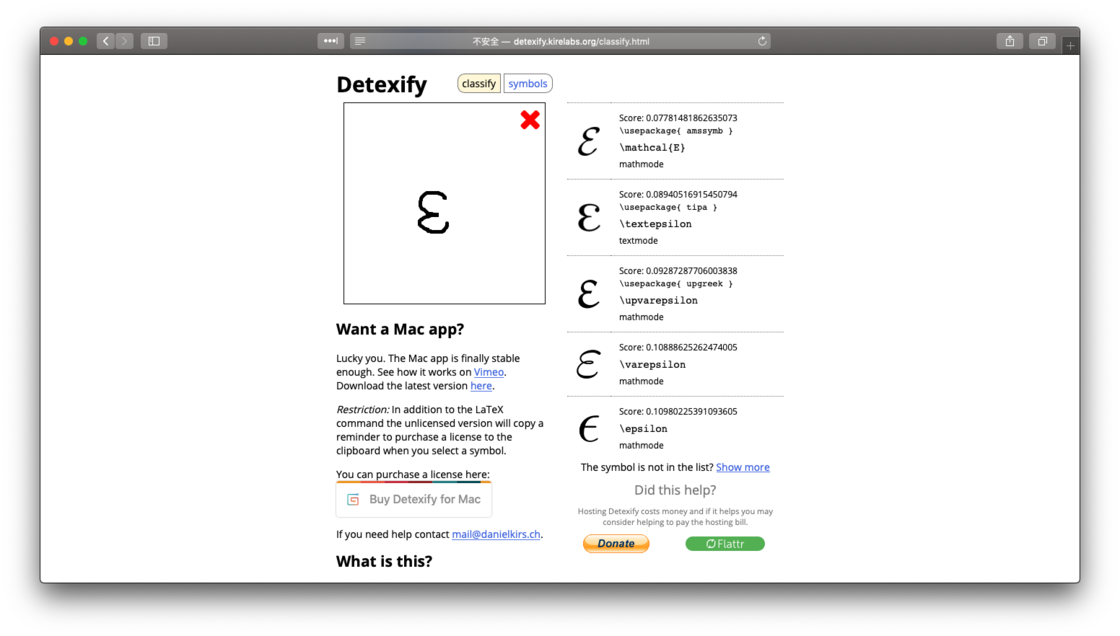 不安全 — detexify.kirelabs.org/classify.html
Detexify
classify
symbols
ε
Want a Mac app?
Lucky you. The Mac app is finally stable
enough. See how it works on Vimeo.
Download the latest version here.
Restriction: In addition to the LaTeX
command the unlicensed version will copy a
reminder to purchase a license to the
clipboard when you select a symbol.
You can purchase a license here:
Buy Detexify for Mac
If you need help contact mail@danielkirs.ch.
What is this?
ℰ
Score: 0.07781481862635073
\usepackage{ amssymb }
\mathcal{E}
mathmode
ɛ
Score: 0.08940516915450794
\usepackage{ tipa }
\textepsilon
textmode
ε
Score: 0.09287287706003838
\usepackage{ upgreek }
\upvarepsilon
mathmode
ε
Score: 0.10888625262474005
\varepsilon
mathmode
ϵ
Score: 0.10980225391093605
\epsilon
mathmode
The symbol is not in the list? Show more
Did this help?
Hosting Detexify costs money and if it helps you may
consider helping to pay the hosting bill.
Donate
Flattr